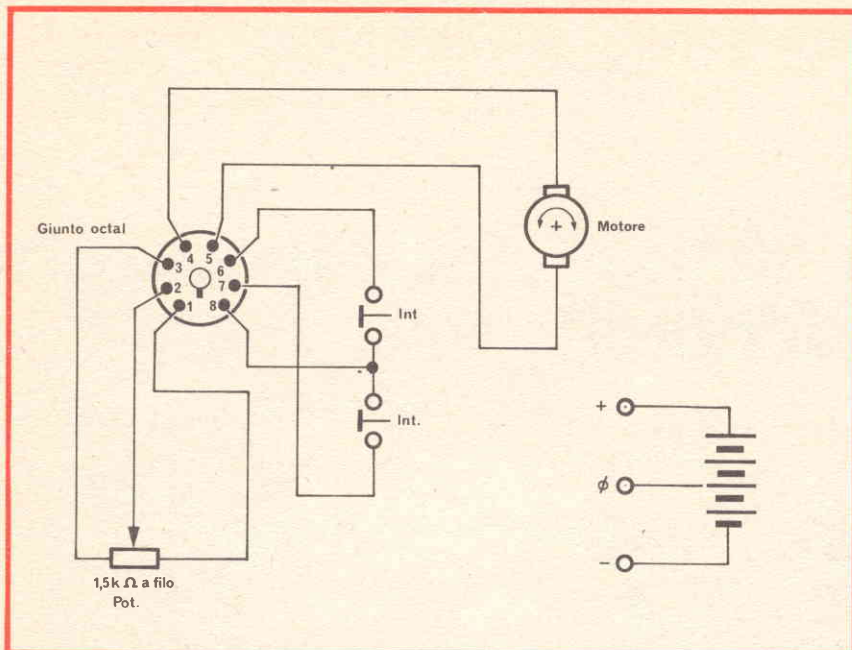 Giunto octal
4 5
3 6
2 7
1 8
Motore
Int
Int.
1,5k Ω a filo
Pot.
+
+
ϕ
−